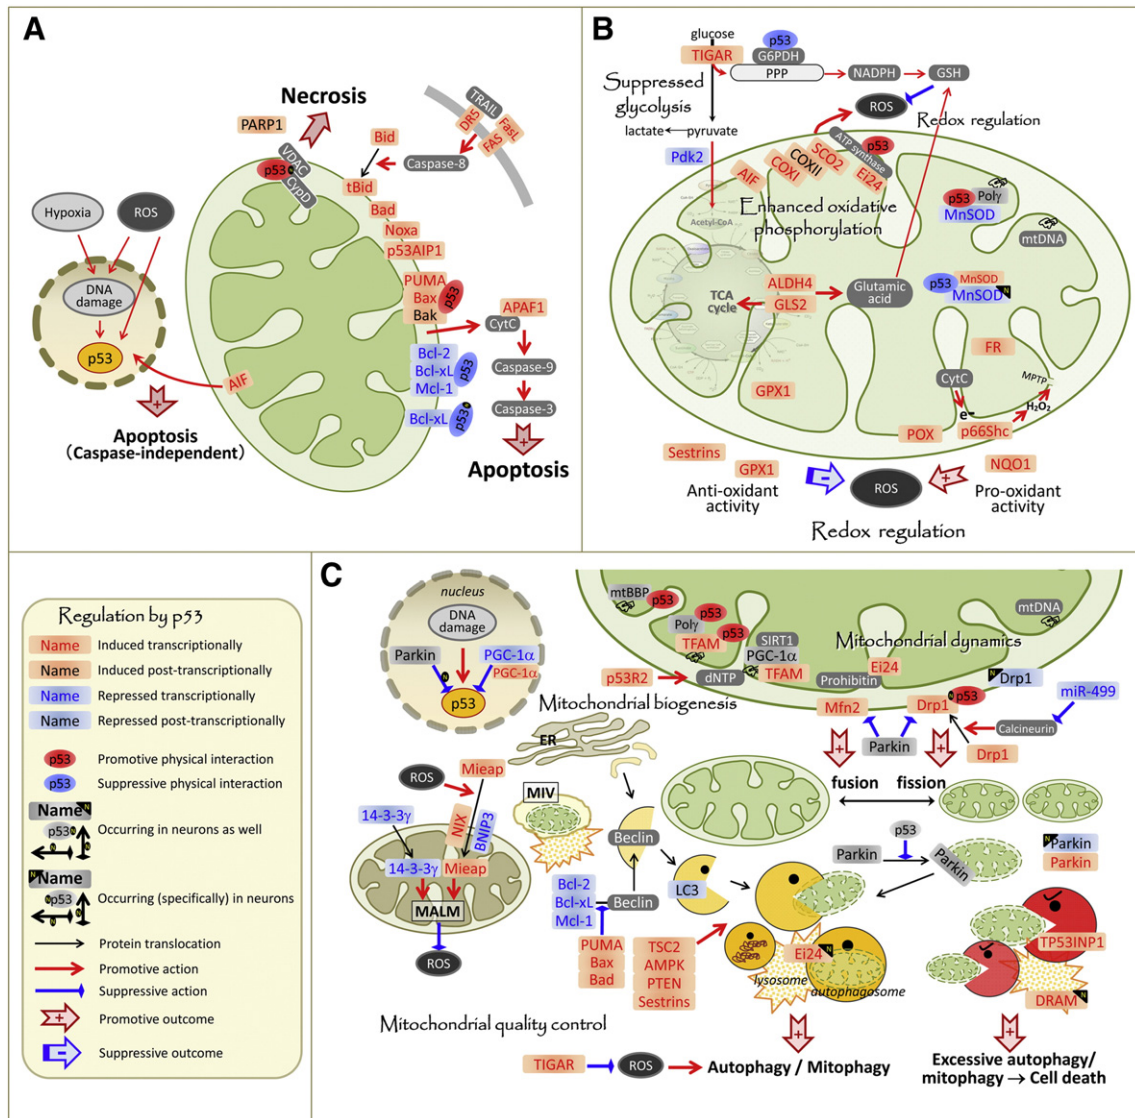 A
Necrosis
PARP1
VDAC
p53
CypD
TRAIL
DR5
FasL
FAS
Bid
Caspase-8
tBid
Bad
Noxa
p53AIP1
Hypoxia
ROS
DNA
damage
p53
PUMA
Bax
Bak
p53
APAF1
CytC
Bcl-2
Bcl-xL
Mcl-1
p53
Caspase-9
Bcl-xL
p53
Caspase-3
AIF
+
Apoptosis
(Caspase-independent)
+
Apoptosis
B
glucose
TIGAR
p53
G6PDH
PPP
NADPH
GSH
Suppressed
glycolysis
ROS
Redox regulation
lactate
pyruvate
Pdk2
AIF
COXI
COXII
SCO2
ATP synthase
p53
Ei24
Enhanced oxidative
phosphorylation
Acetyl-CoA
p53
Polγ
MnSOD
mtDNA
TCA
cycle
ALDH4
GLS2
Glutamic
acid
p53
MnSOD
MnSOD
N
FR
GPX1
CytC
MPTP
e-
H₂O₂
POX
p66Shc
Sestrins
GPX1
NQO1
Anti-oxidant
activity
-
ROS
+
Pro-oxidant
activity
Redox regulation
Regulation by p53
Name Induced transcriptionally
Name Induced post-transcriptionally
Name Repressed transcriptionally
Name Repressed post-transcriptionally
p53 Promotive physical interaction
p53 Suppressive physical interaction
Name N
p53 N
N N
Occurring in neurons as well
N Name
N p53
N N
Occurring (specifically) in neurons
Protein translocation
Promotive action
Suppressive action
+ Promotive outcome
- Suppressive outcome
C
nucleus
DNA
damage
Parkin
PGC-1α
PGC-1α
N
p53
mtBBP
p53
Polγ
p53
TFAM
p53
SIRT1
PGC-1α
TFAM
dNTP
p53R2
Mitochondrial biogenesis
mtDNA
Mitochondrial dynamics
Ei24
Prohibitin
N Drp1
Mfn2
Drp1
N p53
miR-499
Calcineurin
Parkin
Drp1
+
+
fusion
fission
ER
ROS
Mieap
MIV
14-3-3γ
NIX
BNIP3
14-3-3γ
Mieap
MALM
ROS
Beclin
Bcl-2
Bcl-xL
Mcl-1
Beclin
LC3
p53
Parkin
Parkin
N Parkin
Parkin
PUMA
Bax
Bad
TSC2
AMPK
PTEN
Sestrins
Ei24 N
lysosome
autophagosome
TP53INP1
DRAM N
Mitochondrial quality control
+
+
TIGAR
ROS
Autophagy / Mitophagy
Excessive autophagy/
mitophagy → Cell death